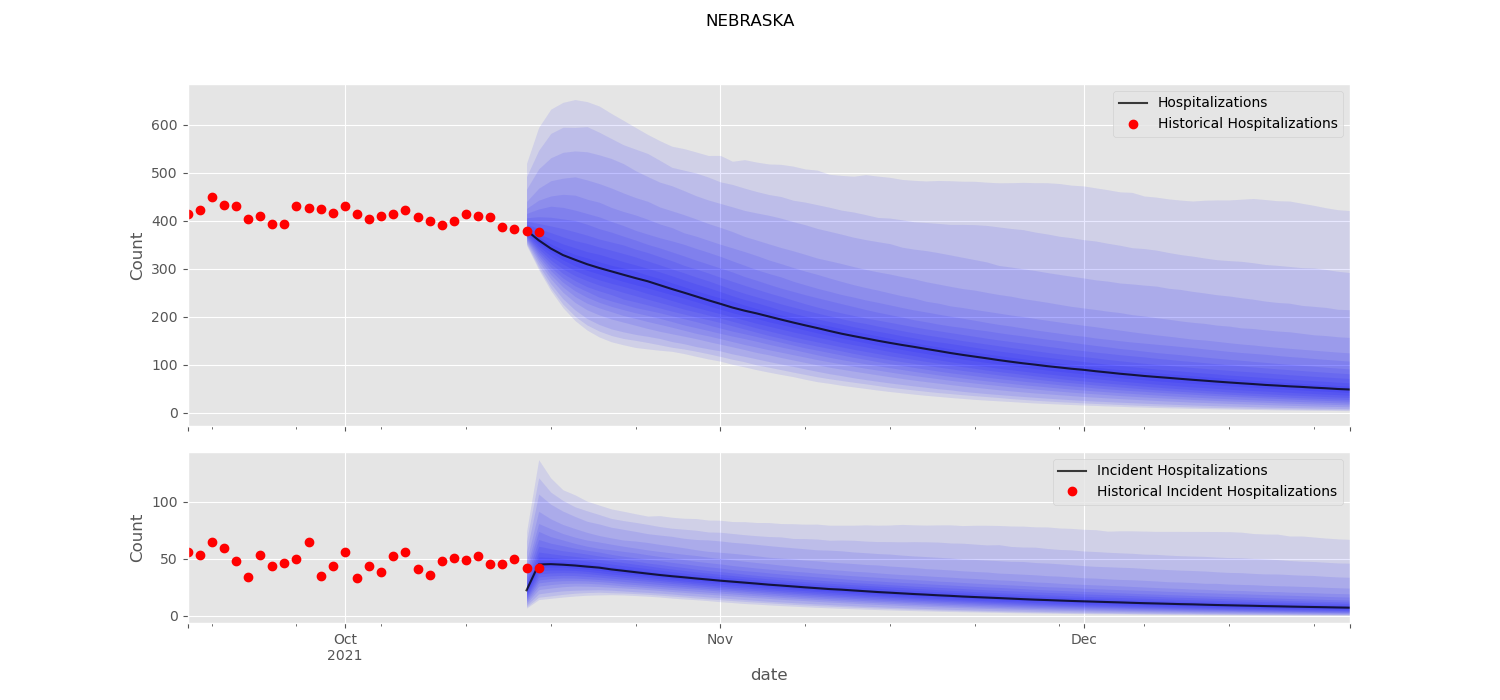 NEBRASKA
Hospitalizations
Historical Hospitalizations
600
500
400
300
200
100
0
Count
Incident Hospitalizations
Historical Incident Hospitalizations
100
50
0
Count
Oct
2021
Nov
Dec
date